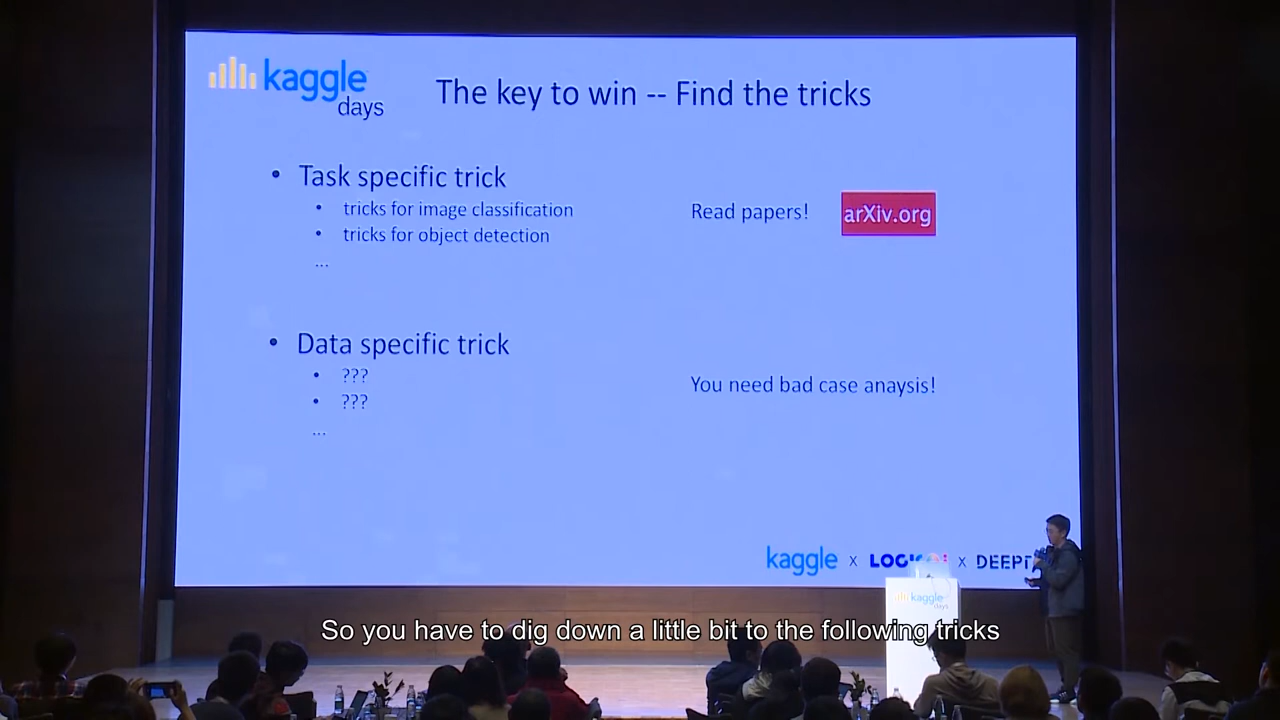 kaggle
days
The key to win -- Find the tricks
• Task specific trick
• tricks for image classification
• tricks for object detection
...
Read papers!
arXiv.org
• Data specific trick
• ???
• ???
...
You need bad case anaysis!
kaggle x x
kaggle
days
So you have to dig down a little bit to the following tricks